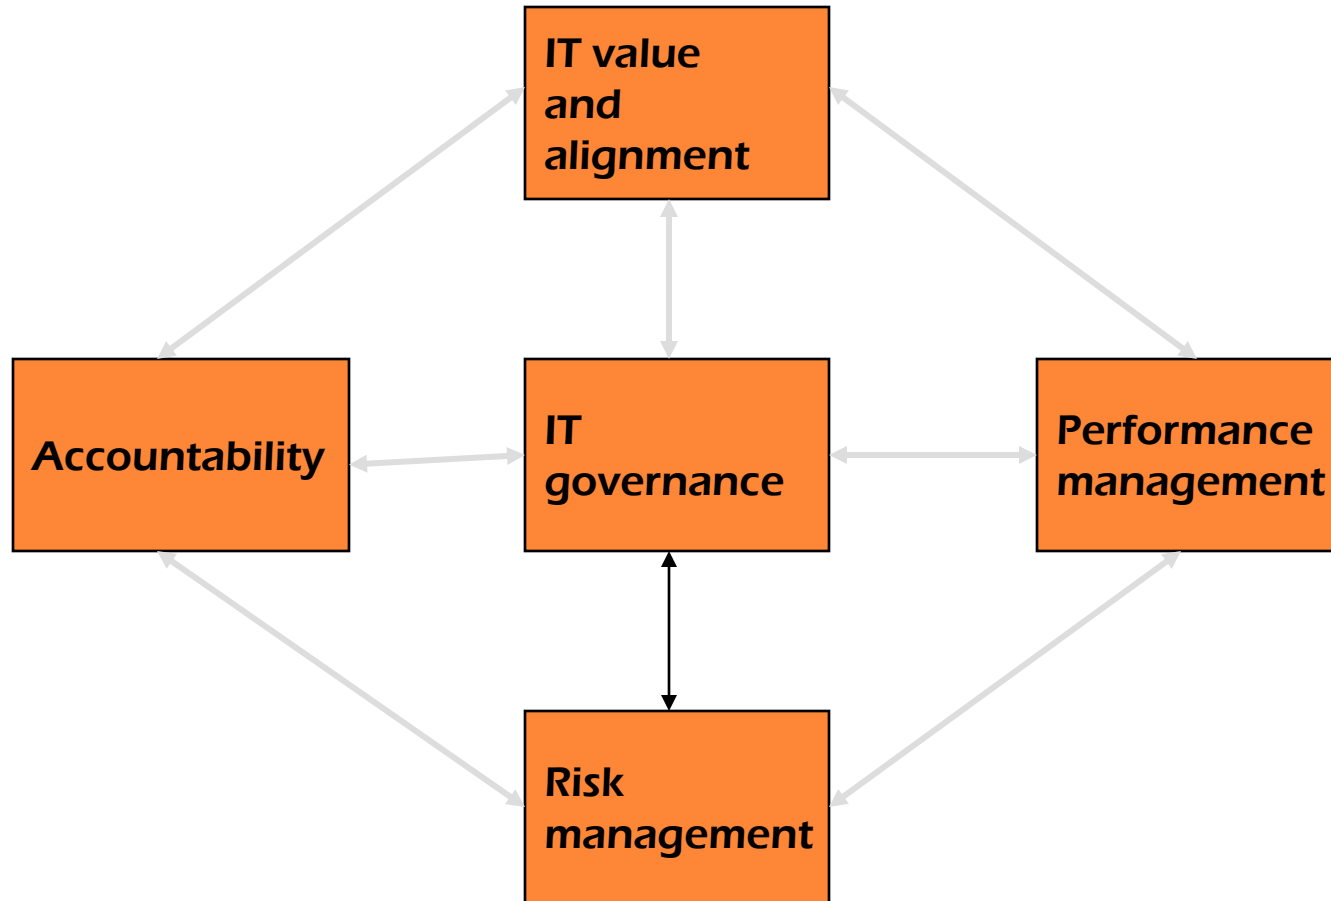 IT value
and
alignment
Accountability
IT
governance
Performance
management
Risk
management